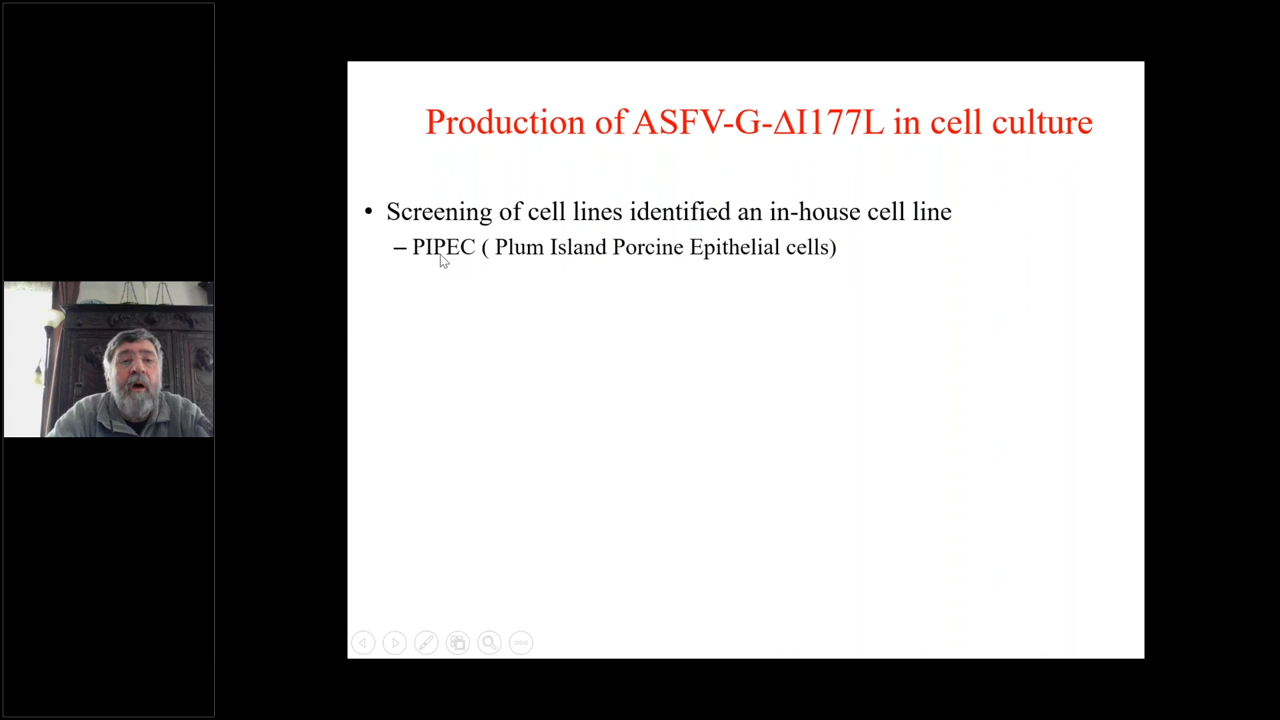 Production of ASFV-G-ΔI177L in cell culture
• Screening of cell lines identified an in-house cell line
– PIPEC ( Plum Island Porcine Epithelial cells)